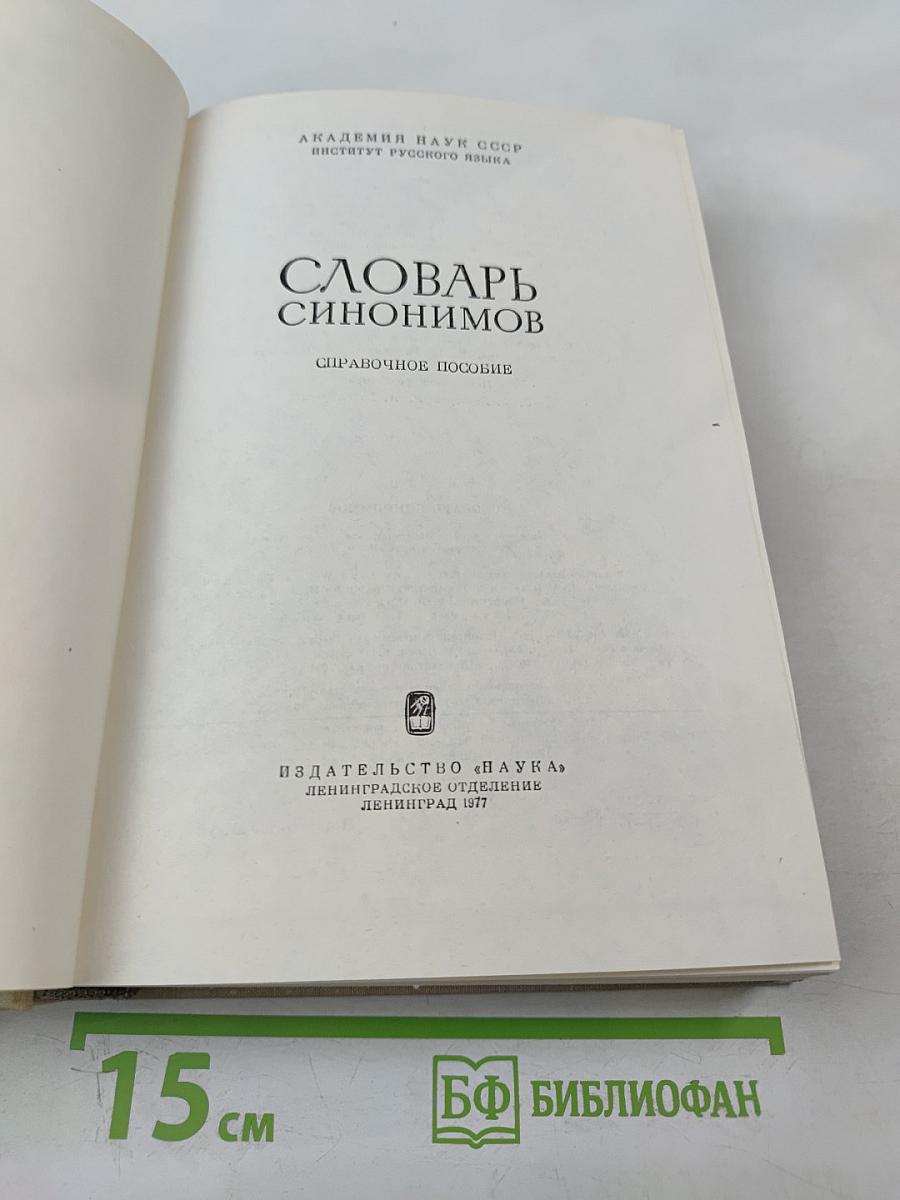 АКАДЕМИЯ НАУК СССР
ИНСТИТУТ РУССКОГО ЯЗЫКА
СЛОВАРЬ
СИНОНИМОВ
СПРАВОЧНОЕ ПОСОБИЕ
ИЗДАТЕЛЬСТВО «НАУКА»
ЛЕНИНГРАДСКОЕ ОТДЕЛЕНИЕ
ЛЕНИНГРАД 1977
15 см
БФ БИБЛИОФАН